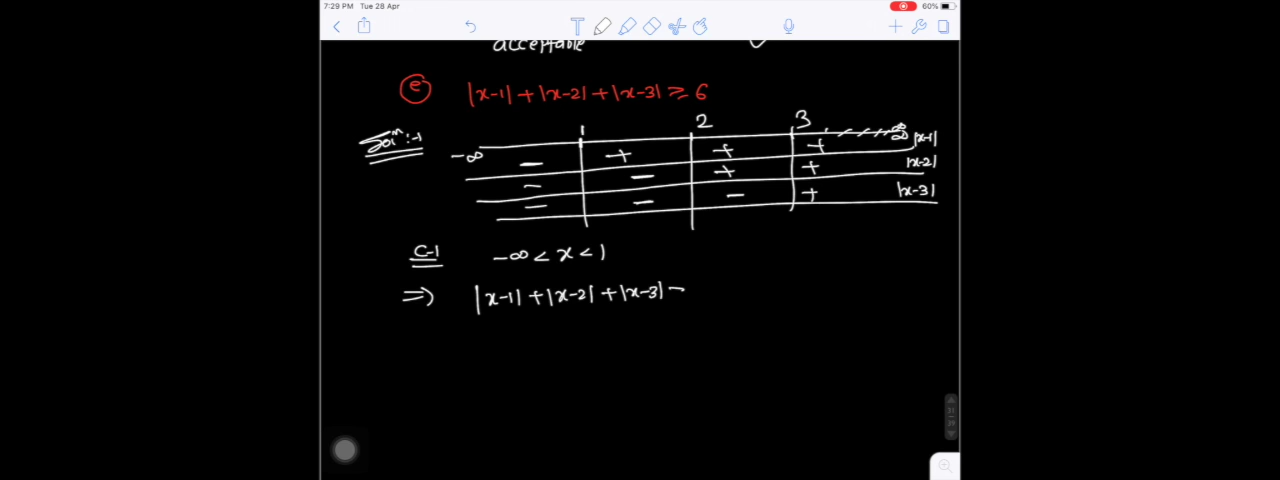 7:29 PM Tue 28 Apr 60%
T
acceptable
e |x-1| + |x-2| + |x-3| ≥ 6
Solⁿ:-
1 2 3
-∞ - + + + ∞ |x-1|
- - + + |x-2|
- - - + |x-3|
C-1 -∞ < x < 1
⇒ |x-1| + |x-2| + |x-3| -